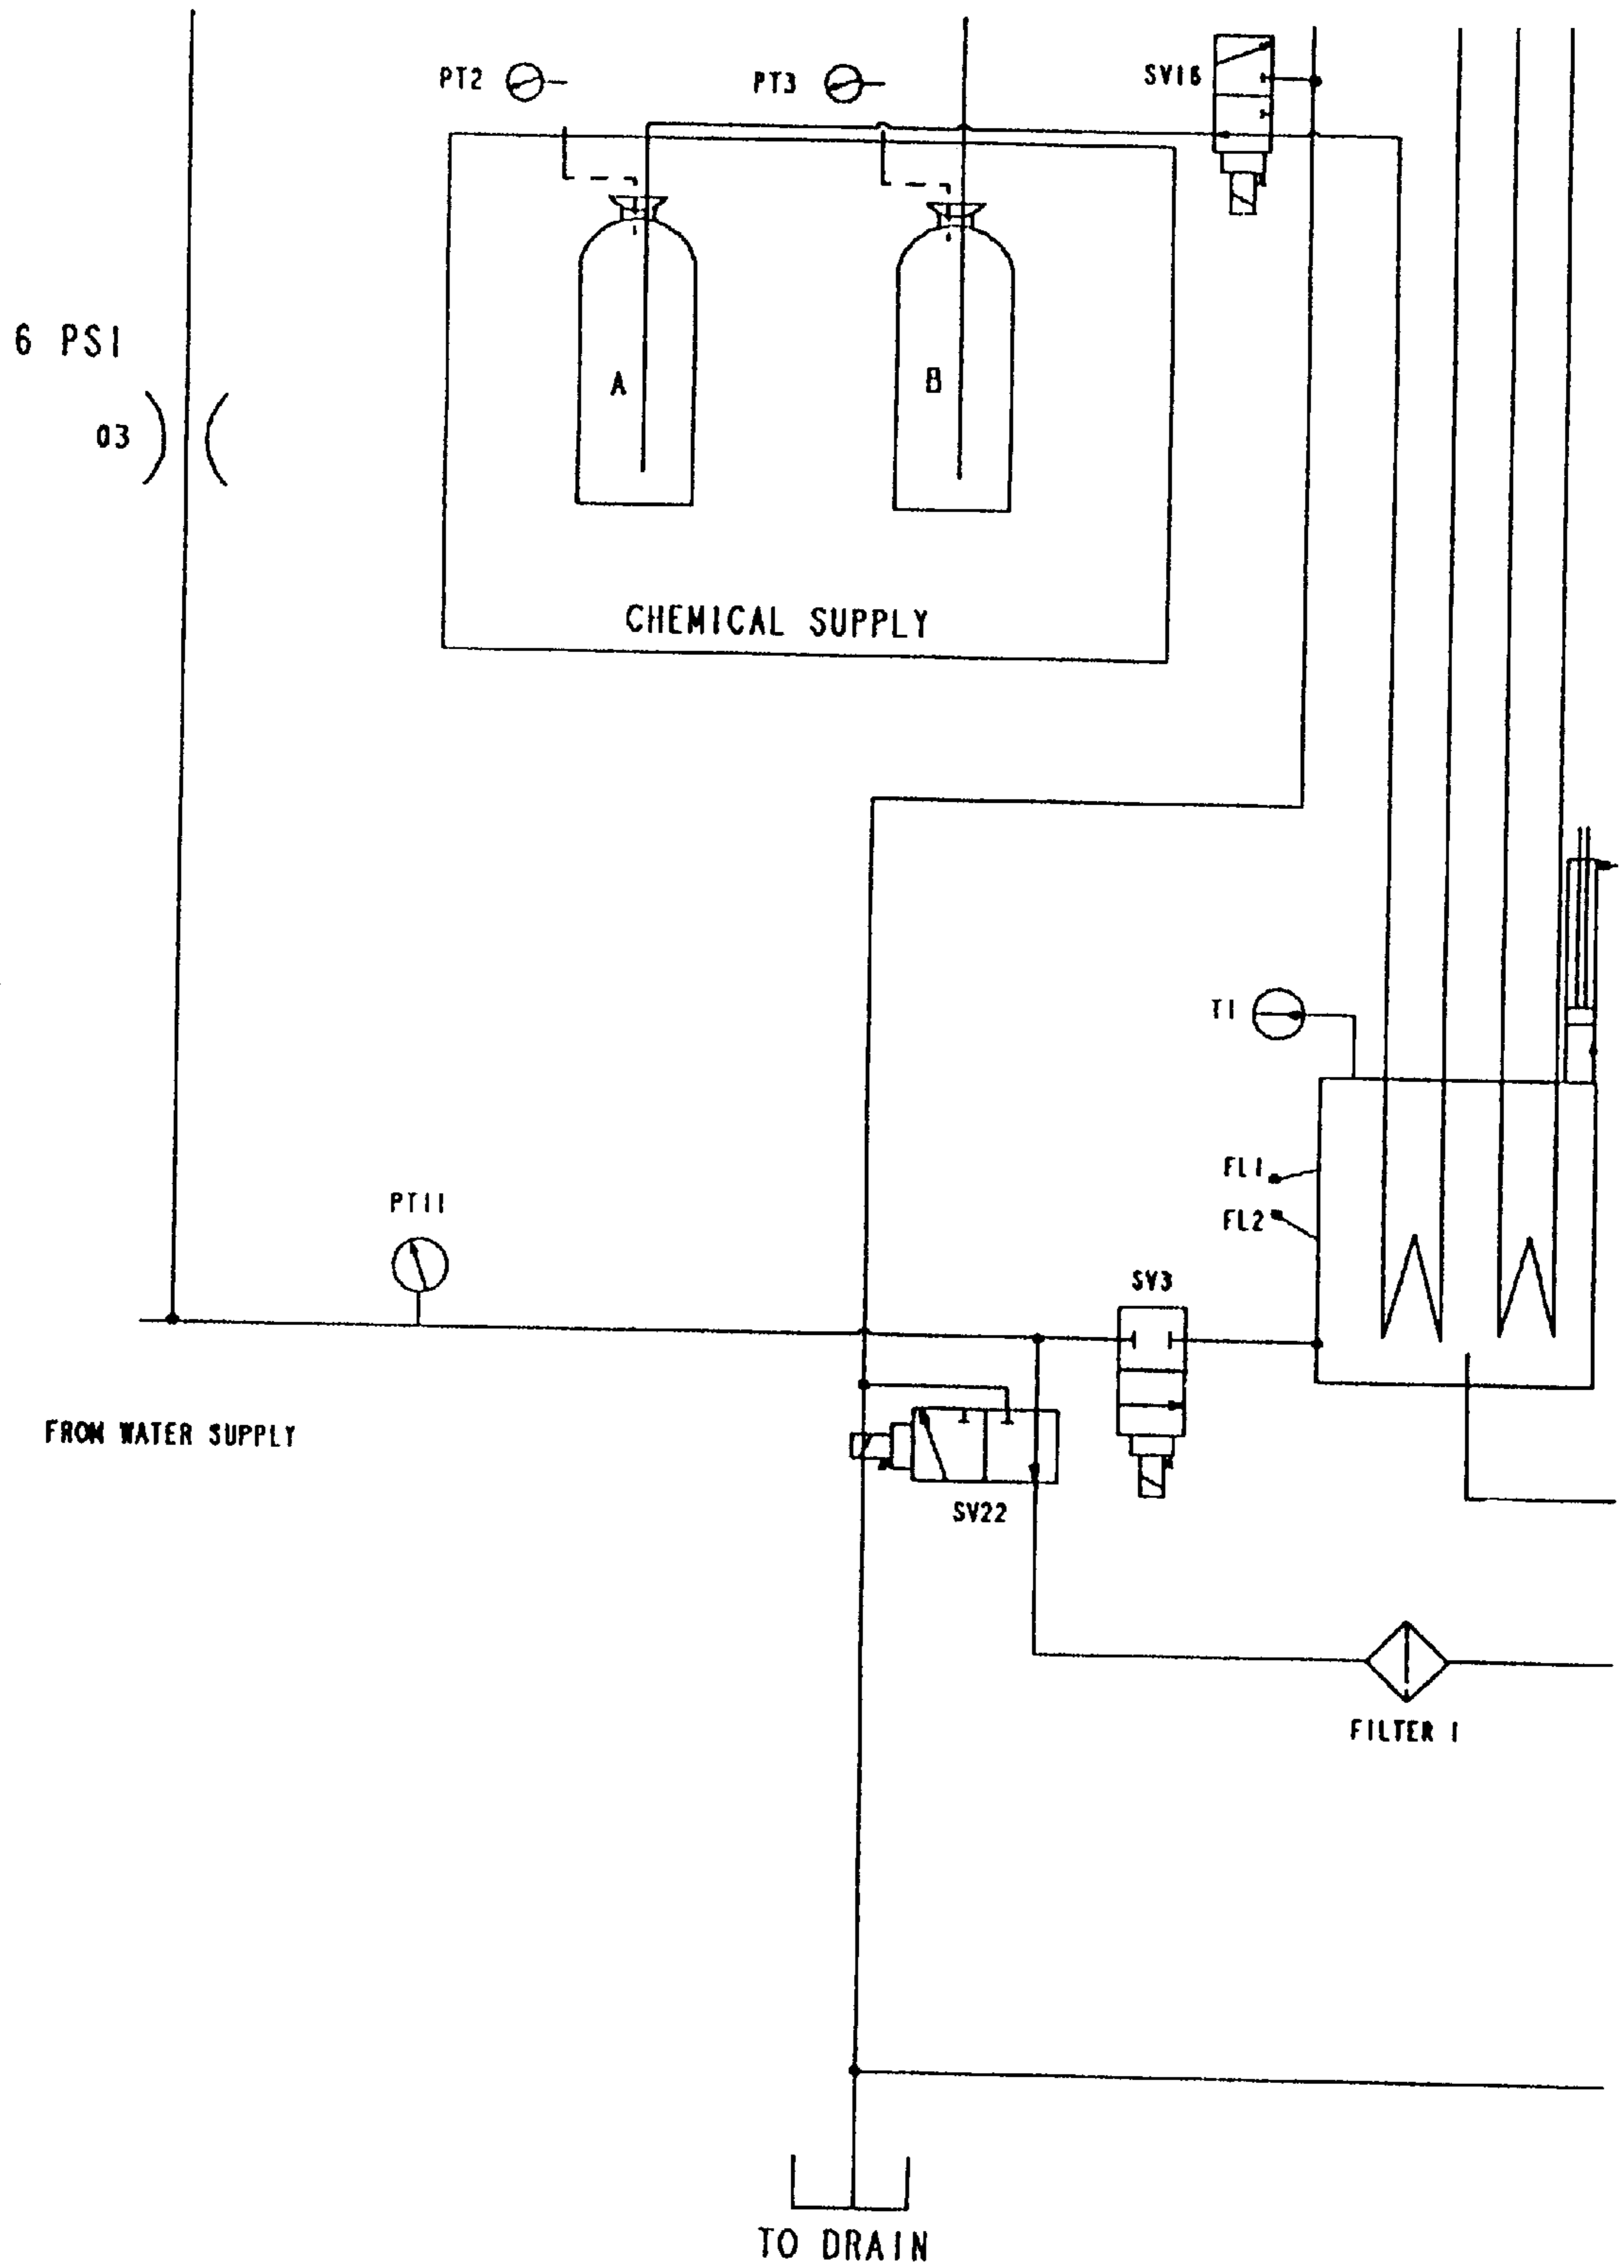 PT2
PT3
SV16
6 PSI
03
A
B
CHEMICAL SUPPLY
T1
FL1
FL2
PT11
SV3
FROM WATER SUPPLY
SV22
FILTER 1
TO DRAIN